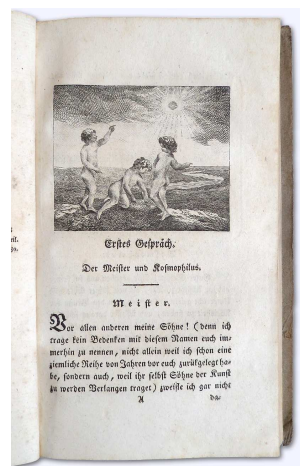 Erstes Gespräch.
Der Meister und Kosmophilus.
Meister.
Vor allen anderen meine Söhne! (denn ich
trage kein Bedenken mit diesem Namen euch im-
merhin zu nennen, nicht allein weil ich schon eine
ziemliche Reihe von Jahren vor euch zurückgelegt ha-
be, sondern auch, weil ihr selbst Söhne der Kunst
zu werden Verlangen traget) zweifle ich gar nicht
A
da-